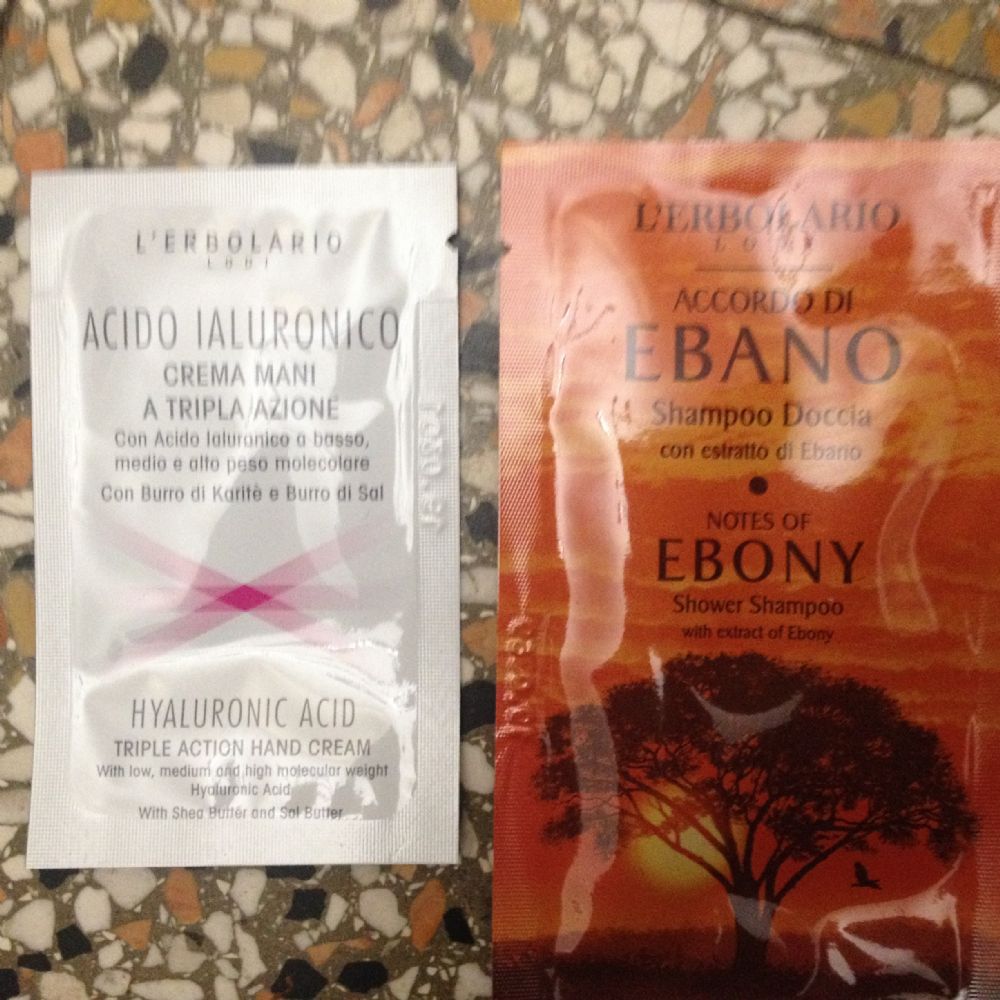 L'ERBOLARIO
LODI
ACIDO IALURONICO
CREMA MANI
A TRIPLA AZIONE
Con Acido Ialuronico a basso,
medio e alto peso molecolare
Con Burro di Karitè e Burro di Sal
HYALURONIC ACID
TRIPLE ACTION HAND CREAM
With low, medium and high molecular weight
Hyaluronic Acid
With Shea Butter and Sal Butter
L'ERBOLARIO
LODI
ACCORDO DI
EBANO
Shampoo Doccia
con estratto di Ebano
NOTES OF
EBONY
Shower Shampoo
with extract of Ebony